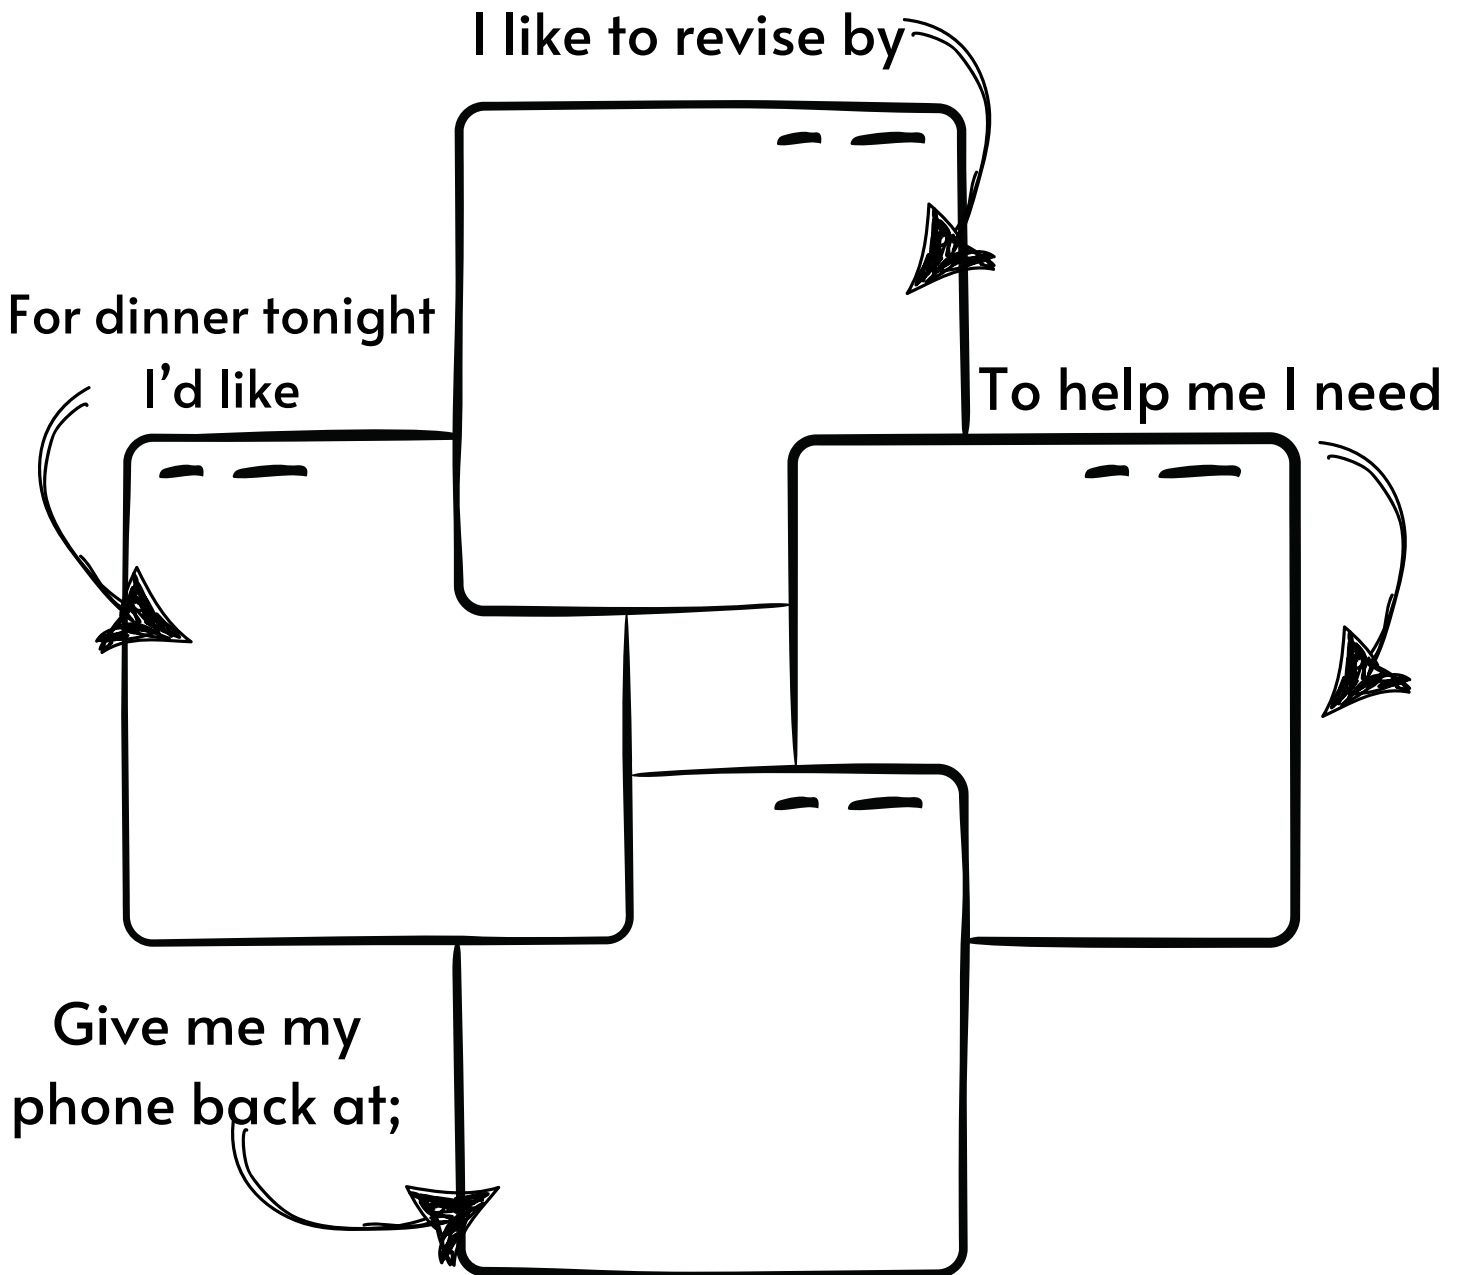 I like to revise by
For dinner tonight
I’d like
To help me I need
Give me my
phone back at;